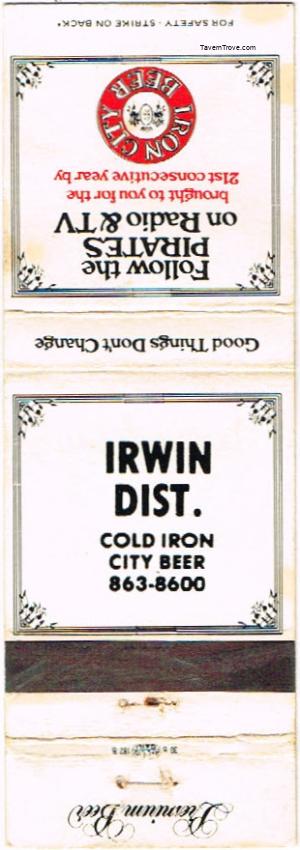 TavernTrove.com
FOR SAFETY · STRIKE ON BACK*
Follow the
PIRATES
on Radio & TV
brought to you for the
21st consecutive year by
IRON CITY
BEER
Good Things Don't Change
IRWIN
DIST.
COLD IRON
CITY BEER
863-8600
Premium Beer